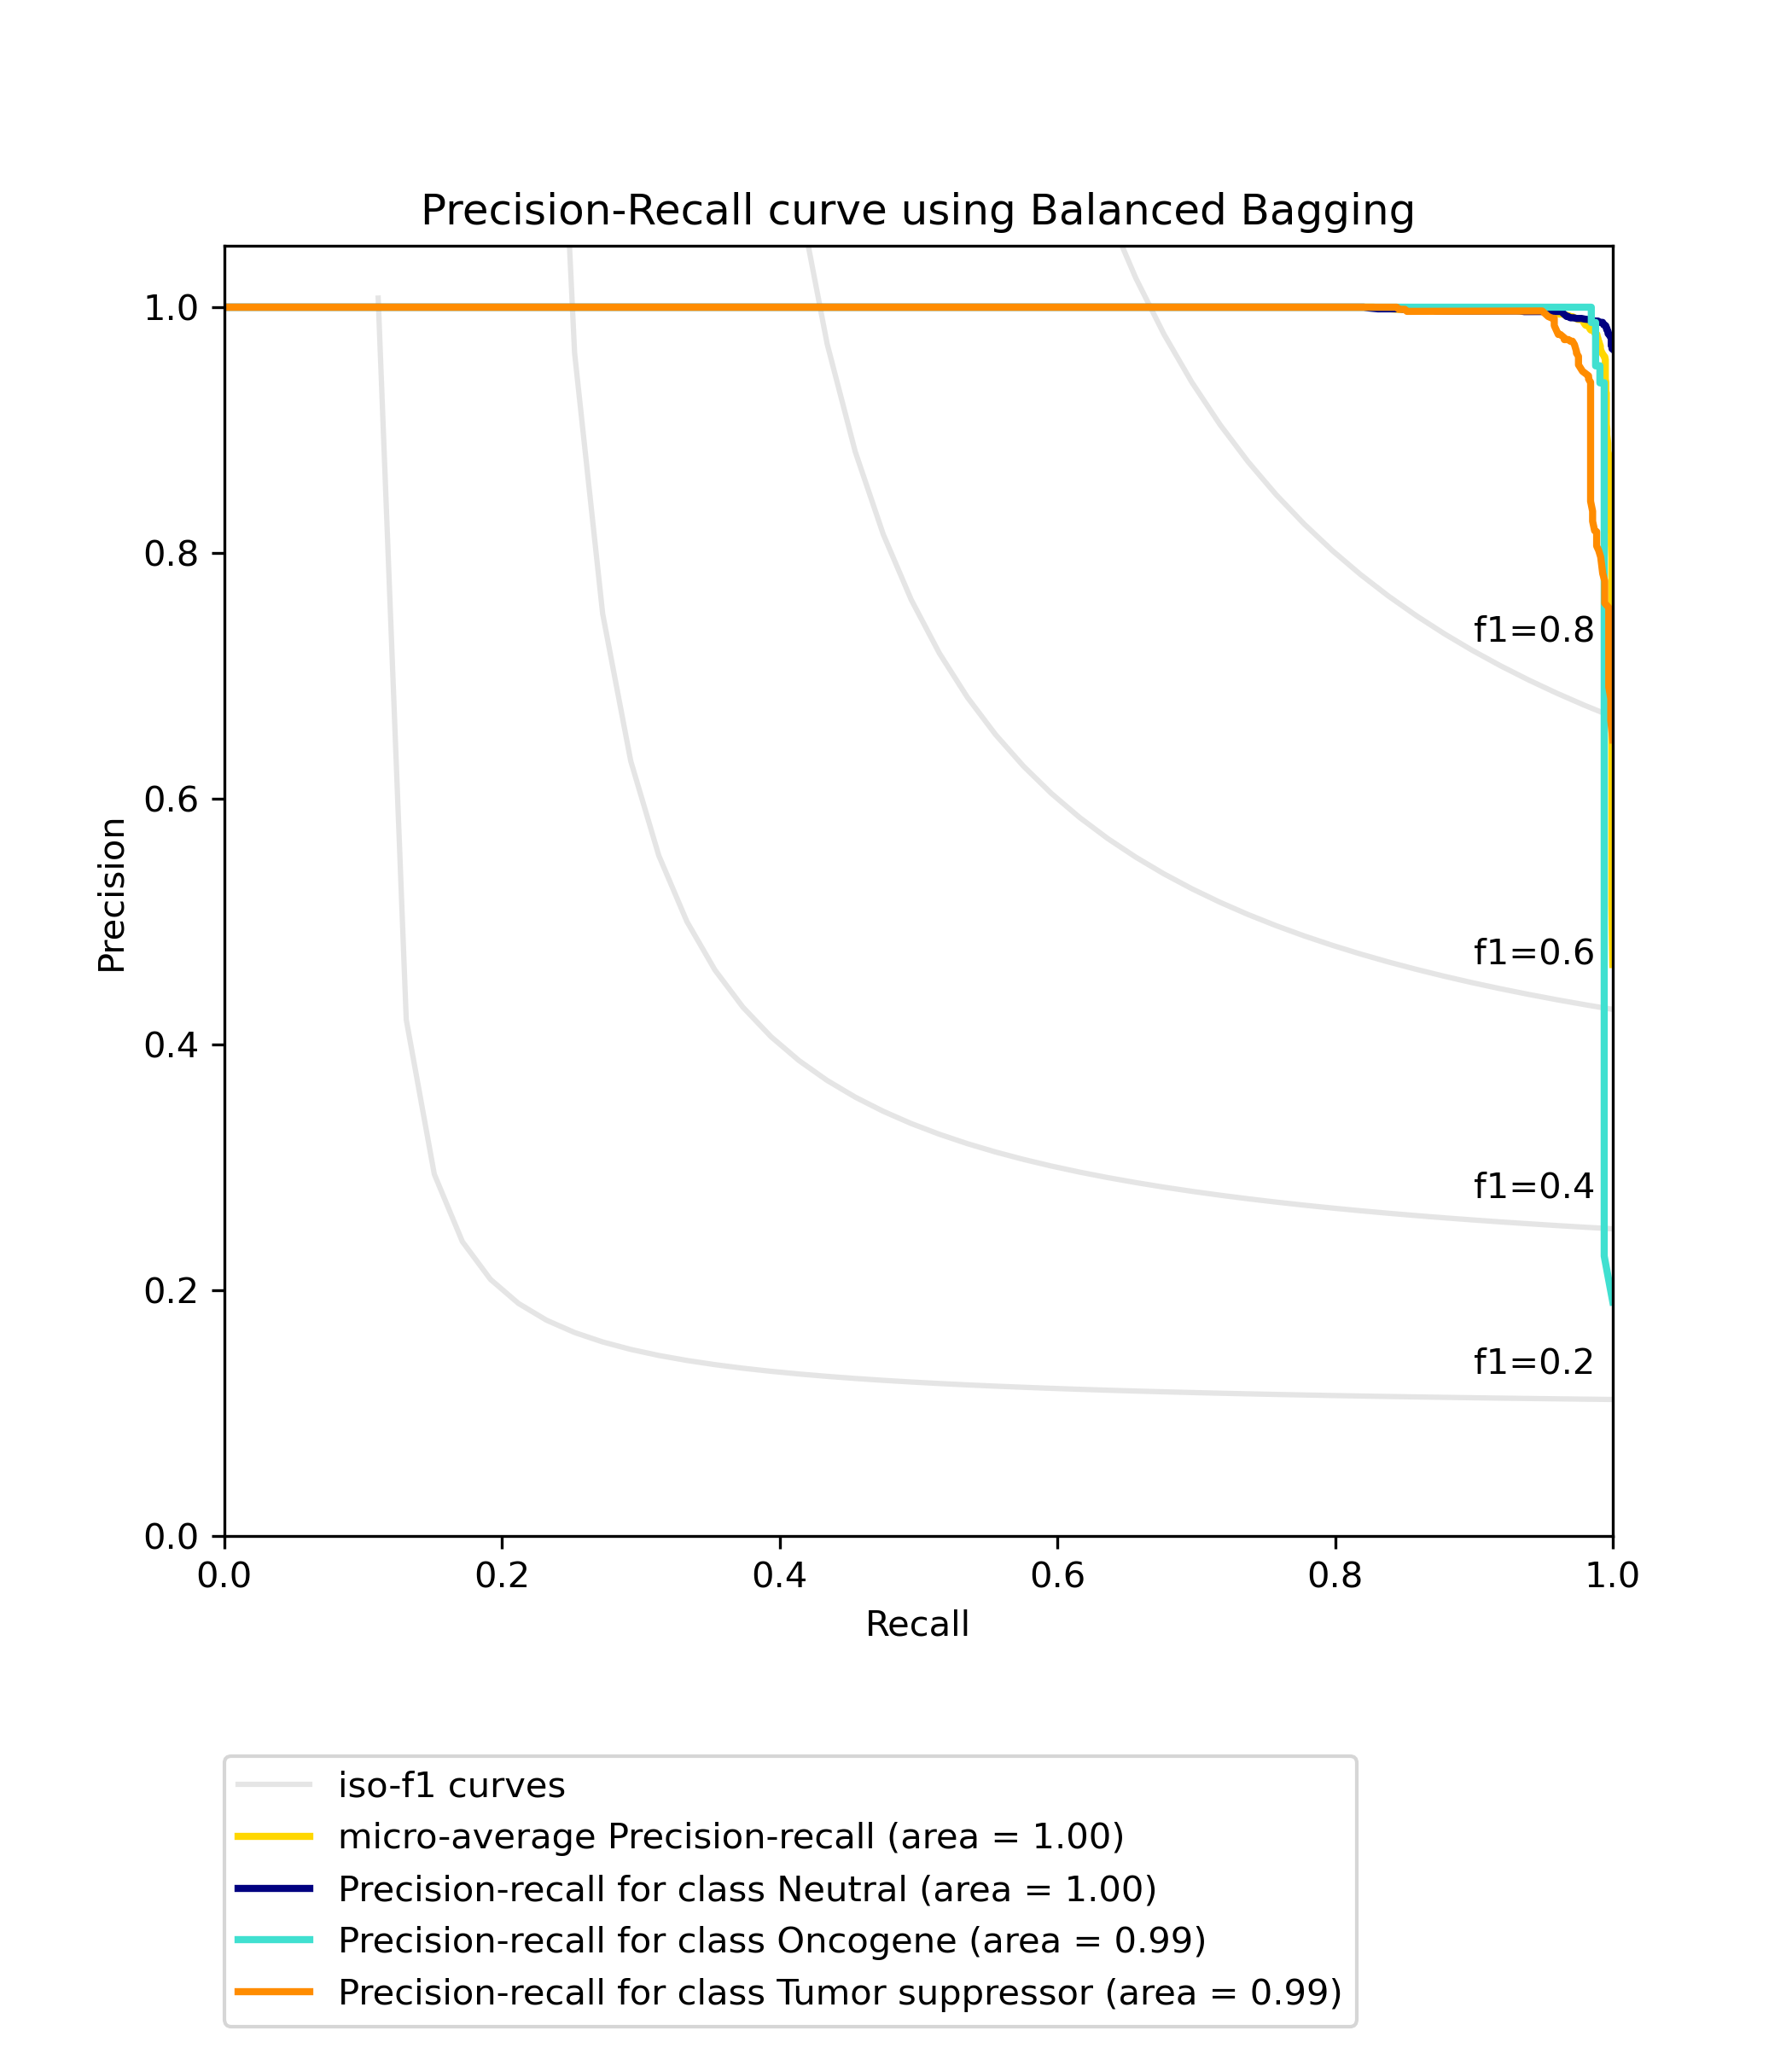 Precision-Recall curve using Balanced Bagging
1.0
0.8
0.6
0.4
0.2
0.0
Precision
f1=0.8
f1=0.6
f1=0.4
f1=0.2
0.0 0.2 0.4 0.6 0.8 1.0
Recall
iso-f1 curves
micro-average Precision-recall (area = 1.00)
Precision-recall for class Neutral (area = 1.00)
Precision-recall for class Oncogene (area = 0.99)
Precision-recall for class Tumor suppressor (area = 0.99)